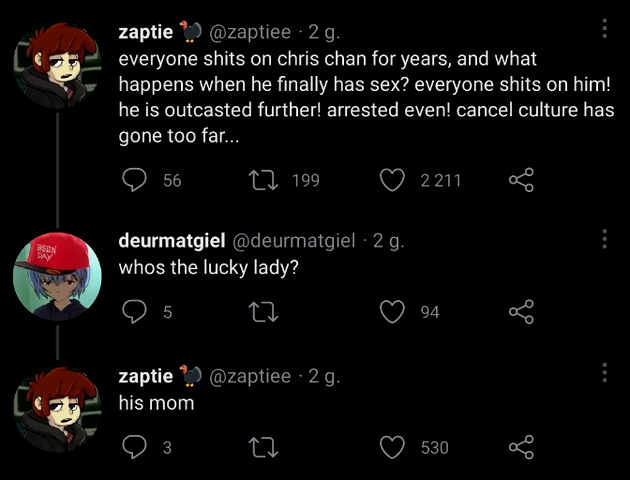 zaptie 🦃 @zaptiee · 2 g.
everyone shits on chris chan for years, and what
happens when he finally has sex? everyone shits on him!
he is outcasted further! arrested even! cancel culture has
gone too far...
56 199 2 211
deurmatgiel @deurmatgiel · 2 g.
BEEN
DAY
whos the lucky lady?
5 94
zaptie 🦃 @zaptiee · 2 g.
his mom
3 530